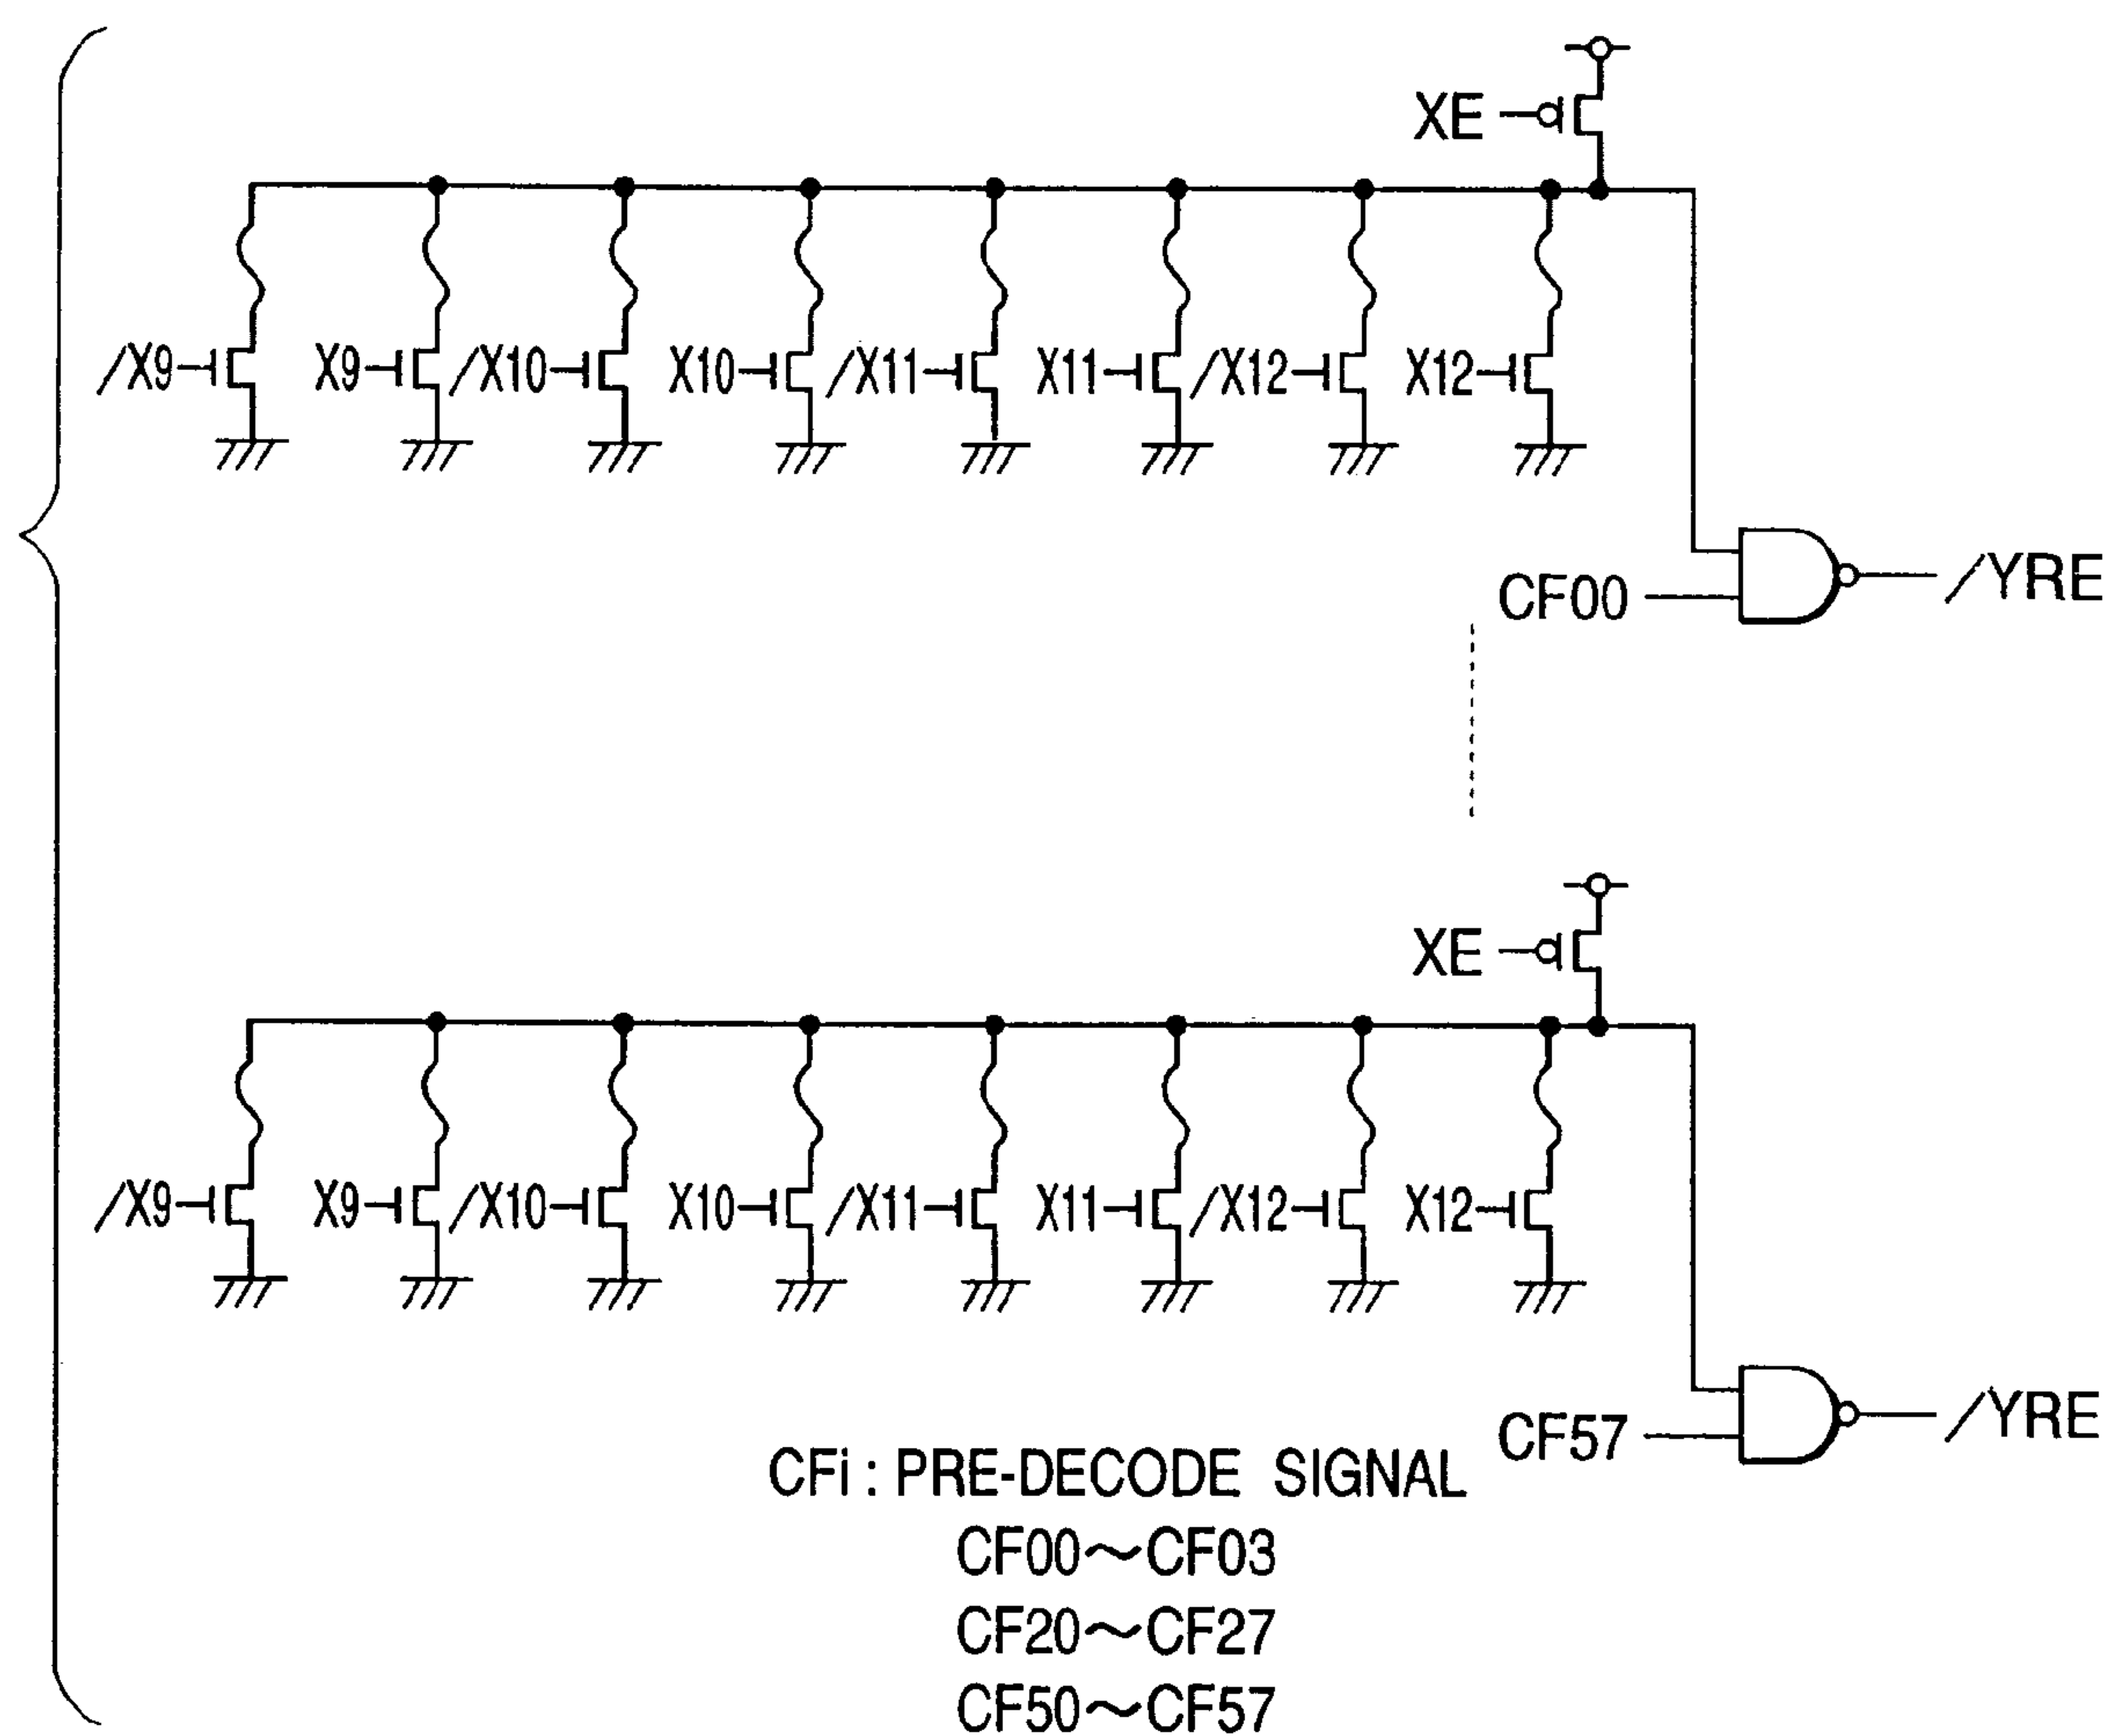 XE
/X9 X9 /X10 X10 /X11 X11 /X12 X12
/YRE
CF00
XE
/X9 X9 /X10 X10 /X11 X11 /X12 X12
/YRE
CF57
CFi : PRE-DECODE SIGNAL
CF00～CF03
CF20～CF27
CF50～CF57